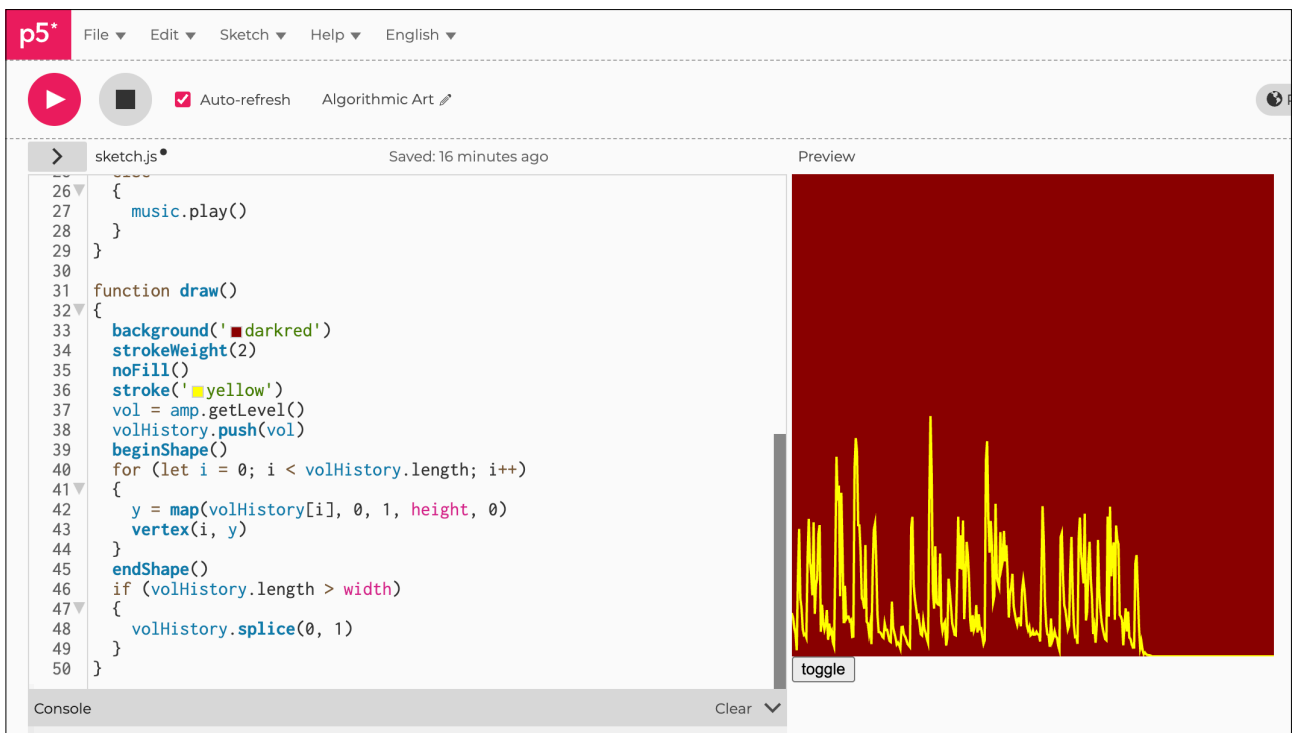 p5* File Edit Sketch Help English
Auto-refresh Algorithmic Art
sketch.js Saved: 16 minutes ago Preview
26 {
27 music.play()
28 }
29 }
30
31 function draw()
32 {
33 background('darkred')
34 strokeWeight(2)
35 noFill()
36 stroke('yellow')
37 vol = amp.getLevel()
38 volHistory.push(vol)
39 beginShape()
40 for (let i = 0; i < volHistory.length; i++)
41 {
42 y = map(volHistory[i], 0, 1, height, 0)
43 vertex(i, y)
44 }
45 endShape()
46 if (volHistory.length > width)
47 {
48 volHistory.splice(0, 1)
49 }
50 }
toggle
Console Clear